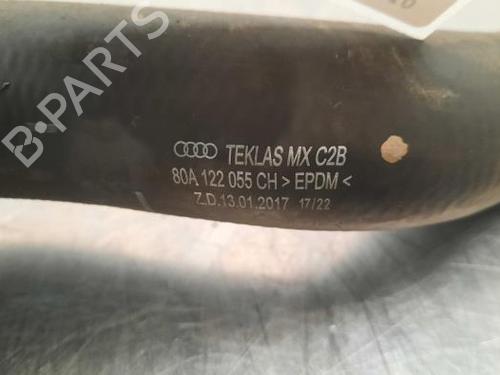 B-PARTS
TEKLAS MX C2B
80A 122 055 CH > EPDM <
Z.D.13.01.2017 17/22